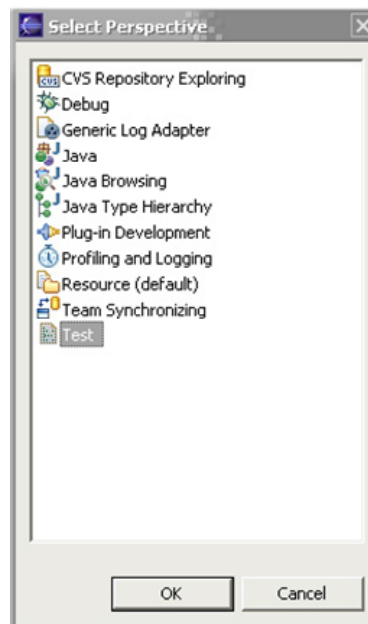 Select Perspective
CVS Repository Exploring
Debug
Generic Log Adapter
Java
Java Browsing
Java Type Hierarchy
Plug-in Development
Profiling and Logging
Resource (default)
Team Synchronizing
Test
OK
Cancel